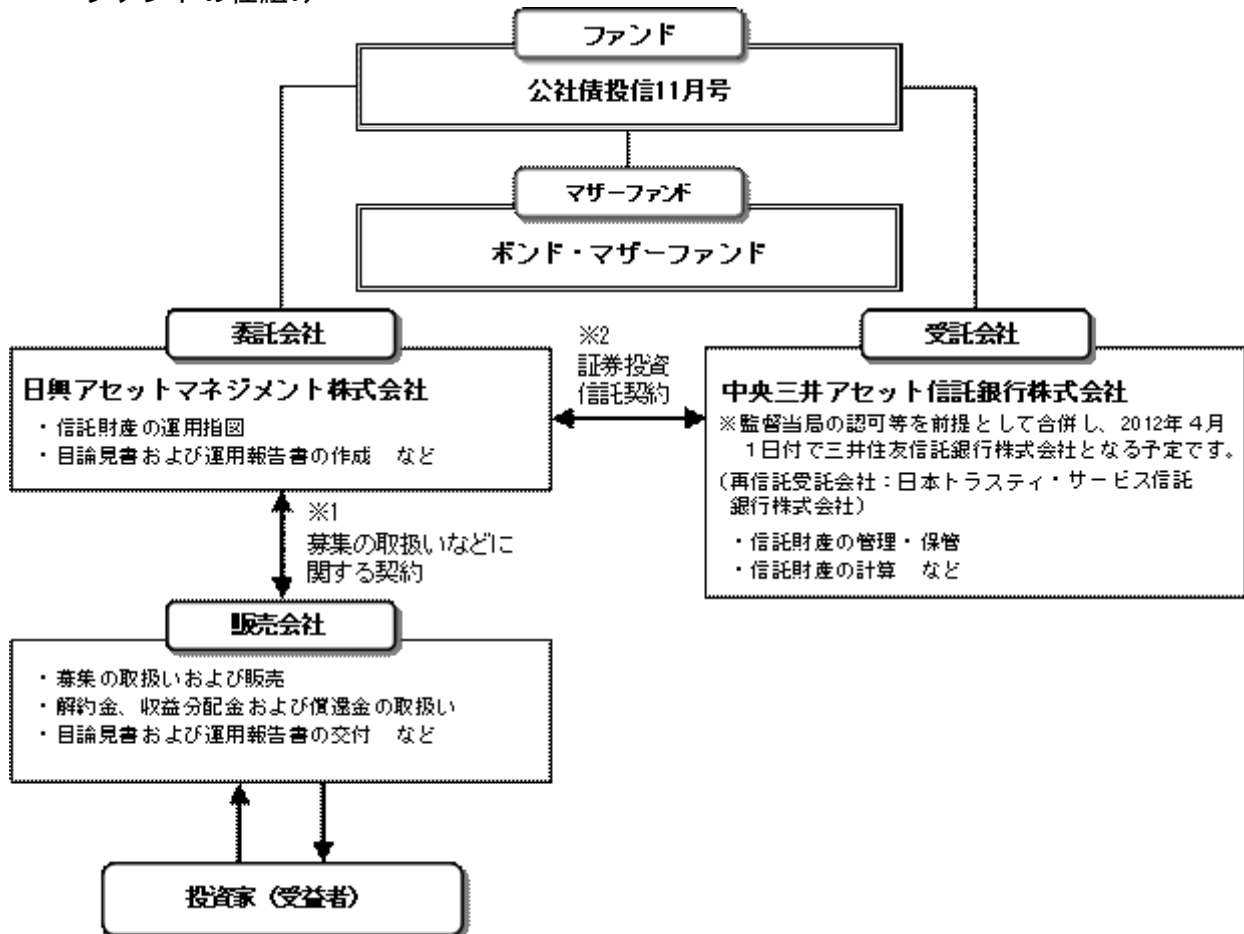 ファンドの仕組み
ファンド
公社債投信11月号
マザーファンド
ボンド・マザーファンド
委託会社
日興アセットマネジメント株式会社
・信託財産の運用指図
・目論見書および運用報告書の作成 など
※2
証券投資
信託契約
受託会社
中央三井アセット信託銀行株式会社
※監督当局の認可等を前提として合併し、2012年4月
1日付で三井住友信託銀行株式会社となる予定です。
(再信託受託会社:日本トラスティ・サービス信託
銀行株式会社)
・信託財産の管理・保管
・信託財産の計算 など
※1
募集の取扱いなどに
関する契約
販売会社
・募集の取扱いおよび販売
・解約金、収益分配金および償還金の取扱い
・目論見書および運用報告書の交付 など
投資家(受益者)